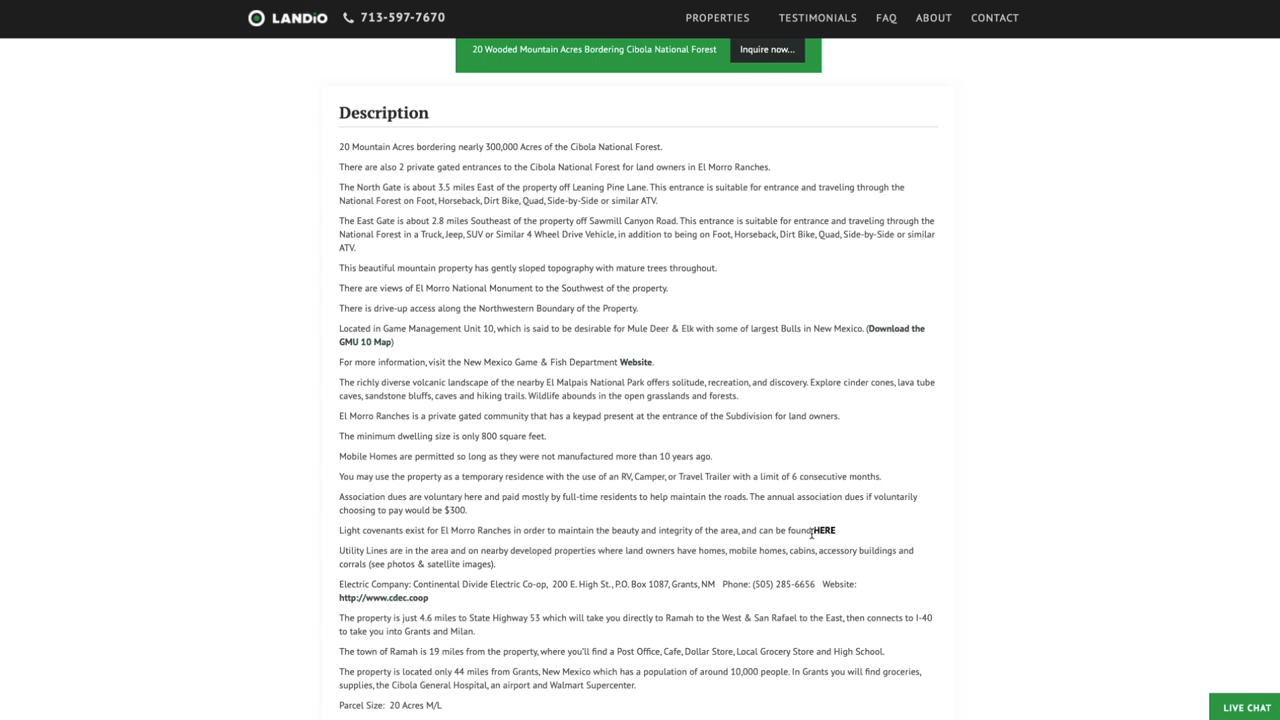 LANDiO 713-597-7670 PROPERTIES TESTIMONIALS FAQ ABOUT CONTACT
20 Wooded Mountain Acres Bordering Cibola National Forest Inquire now...
Description
20 Mountain Acres bordering nearly 300,000 Acres of the Cibola National Forest.
There are also 2 private gated entrances to the Cibola National Forest for land owners in El Morro Ranches.
The North Gate is about 3.5 miles East of the property off Leaning Pine Lane. This entrance is suitable for entrance and traveling through the
National Forest on Foot, Horseback, Dirt Bike, Quad, Side-by-Side or similar ATV.
The East Gate is about 2.8 miles Southeast of the property off Sawmill Canyon Road. This entrance is suitable for entrance and traveling through the
National Forest in a Truck, Jeep, SUV or Similar 4 Wheel Drive Vehicle, in addition to being on Foot, Horseback, Dirt Bike, Quad, Side-by-Side or similar
ATV.
This beautiful mountain property has gently sloped topography with mature trees throughout.
There are views of El Morro National Monument to the Southwest of the property.
There is drive-up access along the Northwestern Boundary of the Property.
Located in Game Management Unit 10, which is said to be desirable for Mule Deer & Elk with some of largest Bulls in New Mexico. (Download the
GMU 10 Map)
For more information, visit the New Mexico Game & Fish Department Website.
The richly diverse volcanic landscape of the nearby El Malpais National Park offers solitude, recreation, and discovery. Explore cinder cones, lava tube
caves, sandstone bluffs, caves and hiking trails. Wildlife abounds in the open grasslands and forests.
El Morro Ranches is a private gated community that has a keypad present at the entrance of the Subdivision for land owners.
The minimum dwelling size is only 800 square feet.
Mobile Homes are permitted so long as they were not manufactured more than 10 years ago.
You may use the property as a temporary residence with the use of an RV, Camper, or Travel Trailer with a limit of 6 consecutive months.
Association dues are voluntary here and paid mostly by full-time residents to help maintain the roads. The annual association dues if voluntarily
choosing to pay would be $300.
Light covenants exist for El Morro Ranches in order to maintain the beauty and integrity of the area, and can be found HERE
Utility Lines are in the area and on nearby developed properties where land owners have homes, mobile homes, cabins, accessory buildings and
corrals (see photos & satellite images).
Electric Company: Continental Divide Electric Co-op, 200 E. High St., P.O. Box 1087, Grants, NM Phone: (505) 285-6656 Website:
http://www.cdec.coop
The property is just 4.6 miles to State Highway 53 which will take you directly to Ramah to the West & San Rafael to the East, then connects to I-40
to take you into Grants and Milan.
The town of Ramah is 19 miles from the property, where you'll find a Post Office, Cafe, Dollar Store, Local Grocery Store and High School.
The property is located only 44 miles from Grants, New Mexico which has a population of around 10,000 people. In Grants you will find groceries,
supplies, the Cibola General Hospital, an airport and Walmart Supercenter.
Parcel Size: 20 Acres M/L
LIVE CHAT